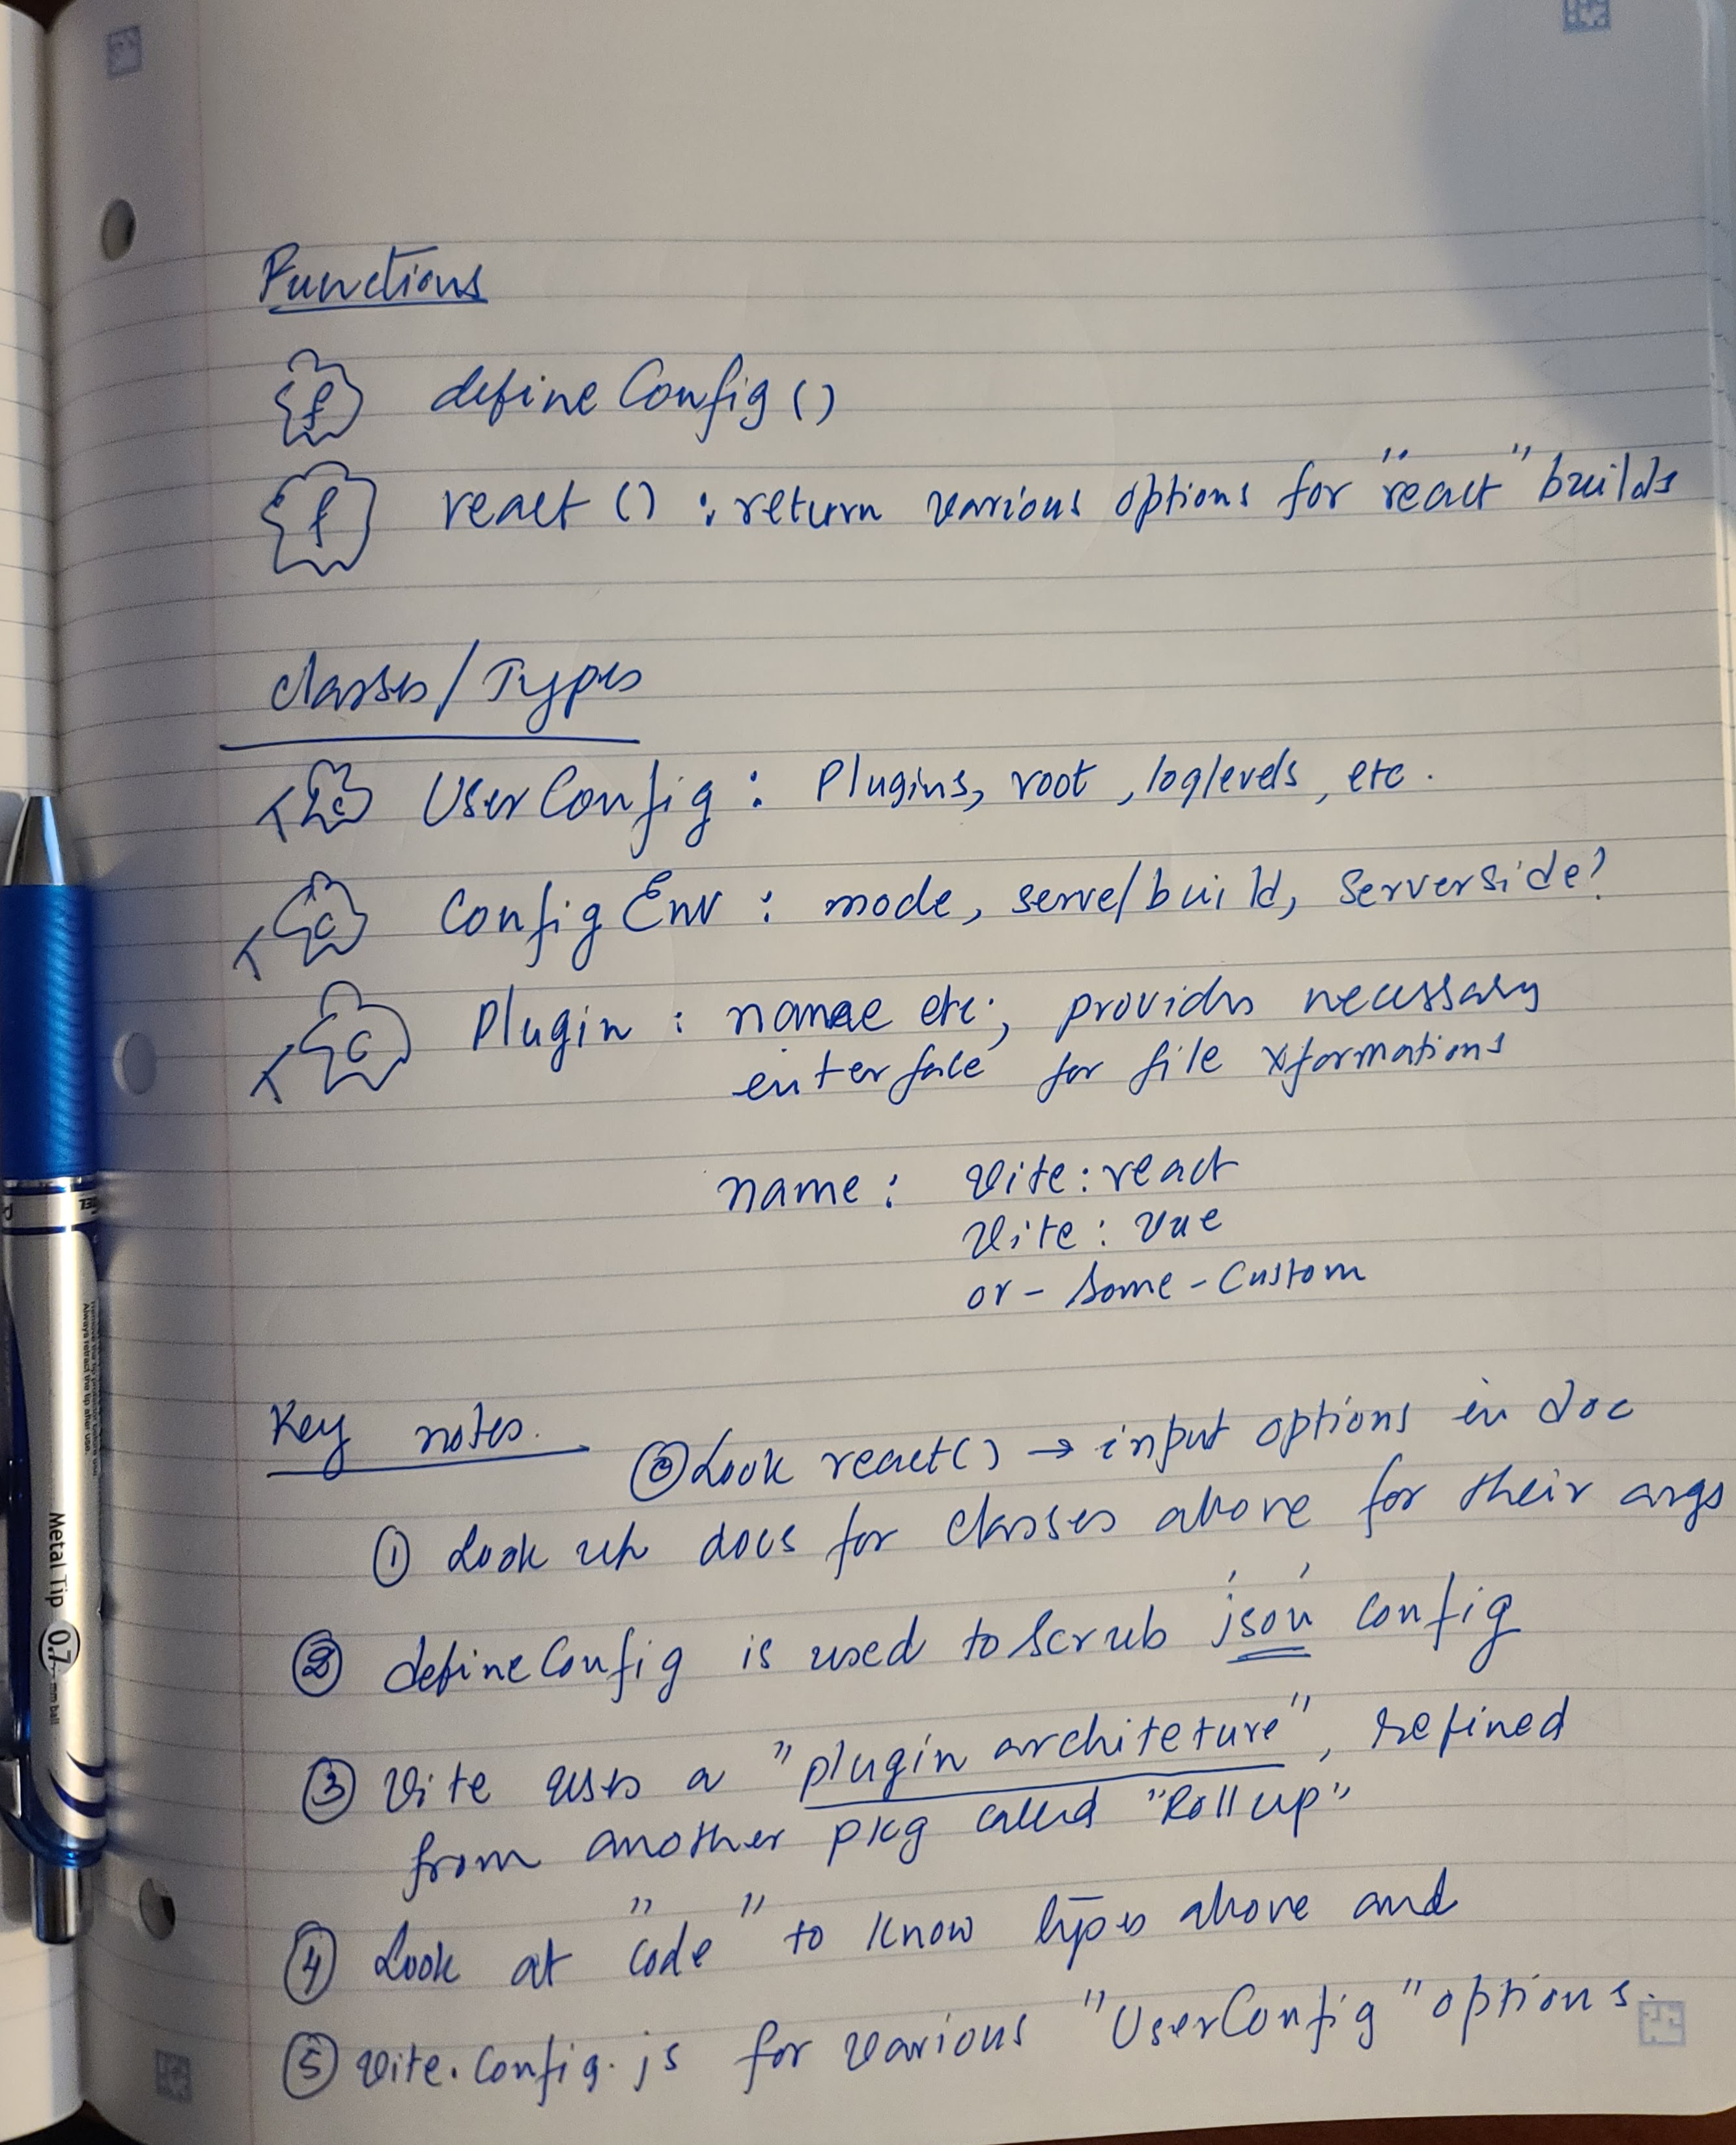 Functions
f defineConfig()
f react() : return various options for "react" builds
Classes/Types
T C UserConfig : Plugins, root, loglevels, etc.
T C ConfigEnv : mode, serve/build, Serverside?
T C Plugin : name etc., provides necessary
interface for file xformations
name : vite:react
vite : vue
or - some - custom
Key notes.
⓪ Look react() → input options in doc
① Look up docs for classes above for their args
② defineConfig is used to scrub 'json' config
③ Vite uses a "plugin architeture", refined
from another pkg called "Rollup"
④ Look at "code" to know types above and
⑤ vite.config.js for various "UserConfig" options.
Metal Tip 0.7 mm ball